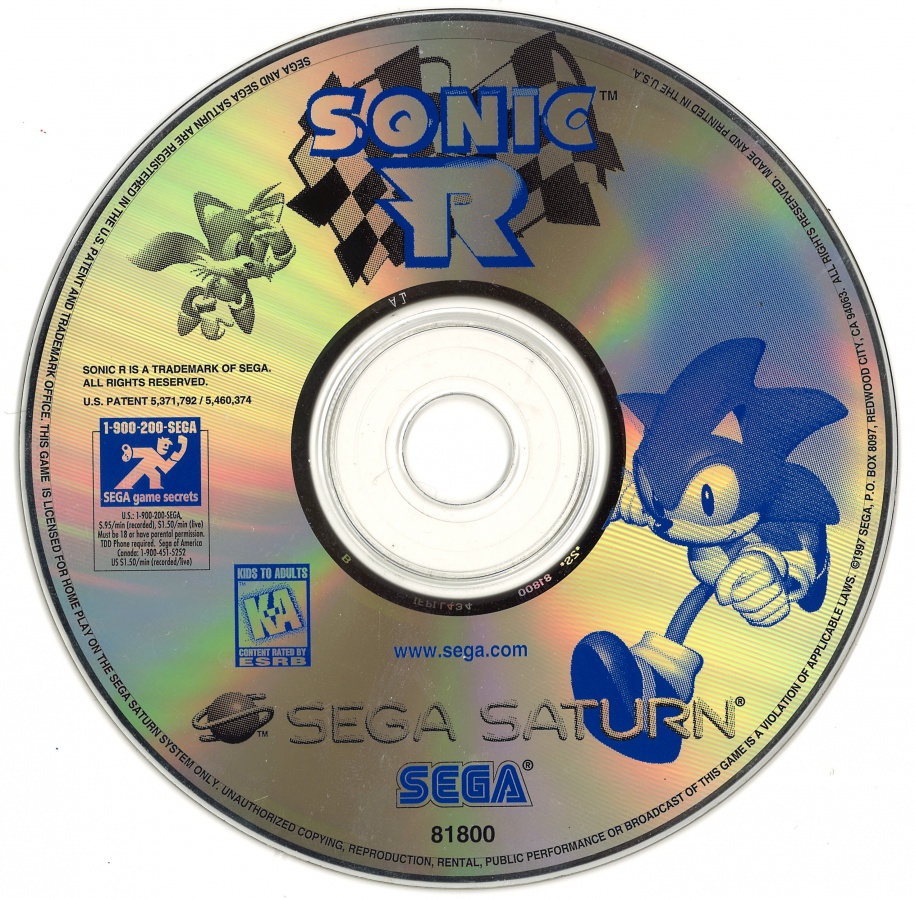 SONIC™
R
SONIC R IS A TRADEMARK OF SEGA.
ALL RIGHTS RESERVED.
U.S. PATENT 5,371,792 / 5,460,374
1-900-200-SEGA
SEGA game secrets
U.S.: 1-900-200-SEGA,
$.95/min (recorded), $1.50/min (live)
Must be 18 or have parental permission.
TDD Phone required. Sega of America
Canada: 1-900-451-5252
US $1.50/min (recorded/live)
KIDS TO ADULTS
™
K-A
CONTENT RATED BY
ESRB
www.sega.com
™ SEGA SATURN®
SEGA®
81800
SEGA AND SEGA SATURN ARE REGISTERED IN THE U.S. PATENT AND TRADEMARK OFFICE. THIS GAME IS LICENSED FOR HOME PLAY ON THE SEGA SATURN SYSTEM ONLY. UNAUTHORIZED COPYING, REPRODUCTION, RENTAL, PUBLIC PERFORMANCE OR BROADCAST OF THIS GAME IS A VIOLATION OF APPLICABLE LAWS. ©1997 SEGA, P.O. BOX 8097, REDWOOD CITY, CA 94063. ALL RIGHTS RESERVED. MADE AND PRINTED IN THE U.S.A.
81800